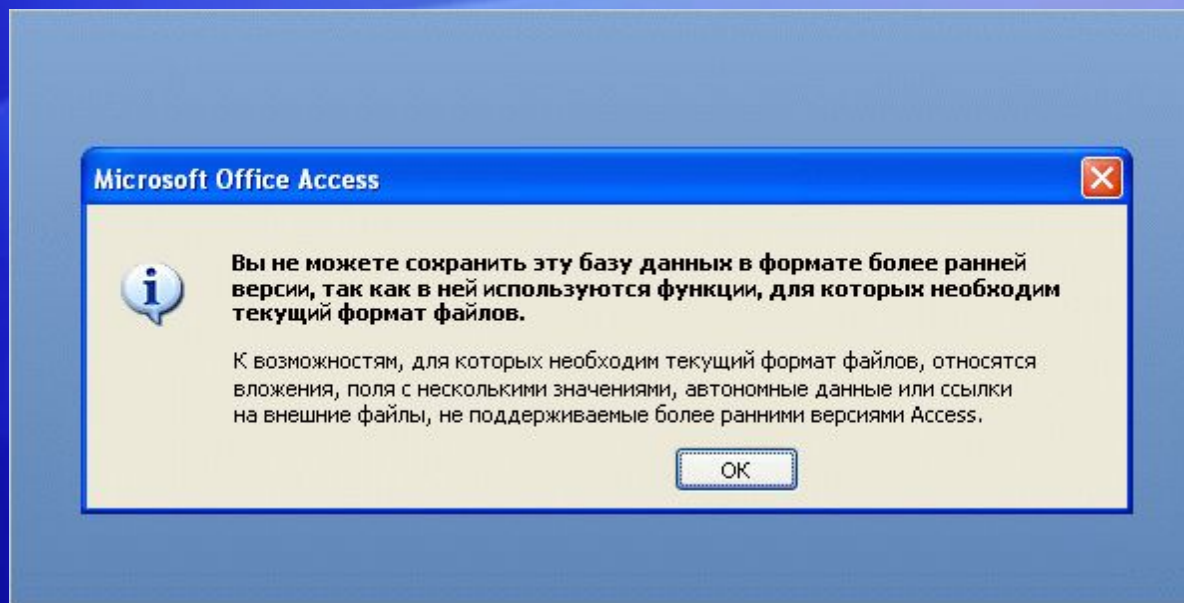 Microsoft Office Access
Вы не можете сохранить эту базу данных в формате более ранней
версии, так как в ней используются функции, для которых необходим
текущий формат файлов.
К возможностям, для которых необходим текущий формат файлов, относятся
вложения, поля с несколькими значениями, автономные данные или ссылки
на внешние файлы, не поддерживаемые более ранними версиями Access.
ОК